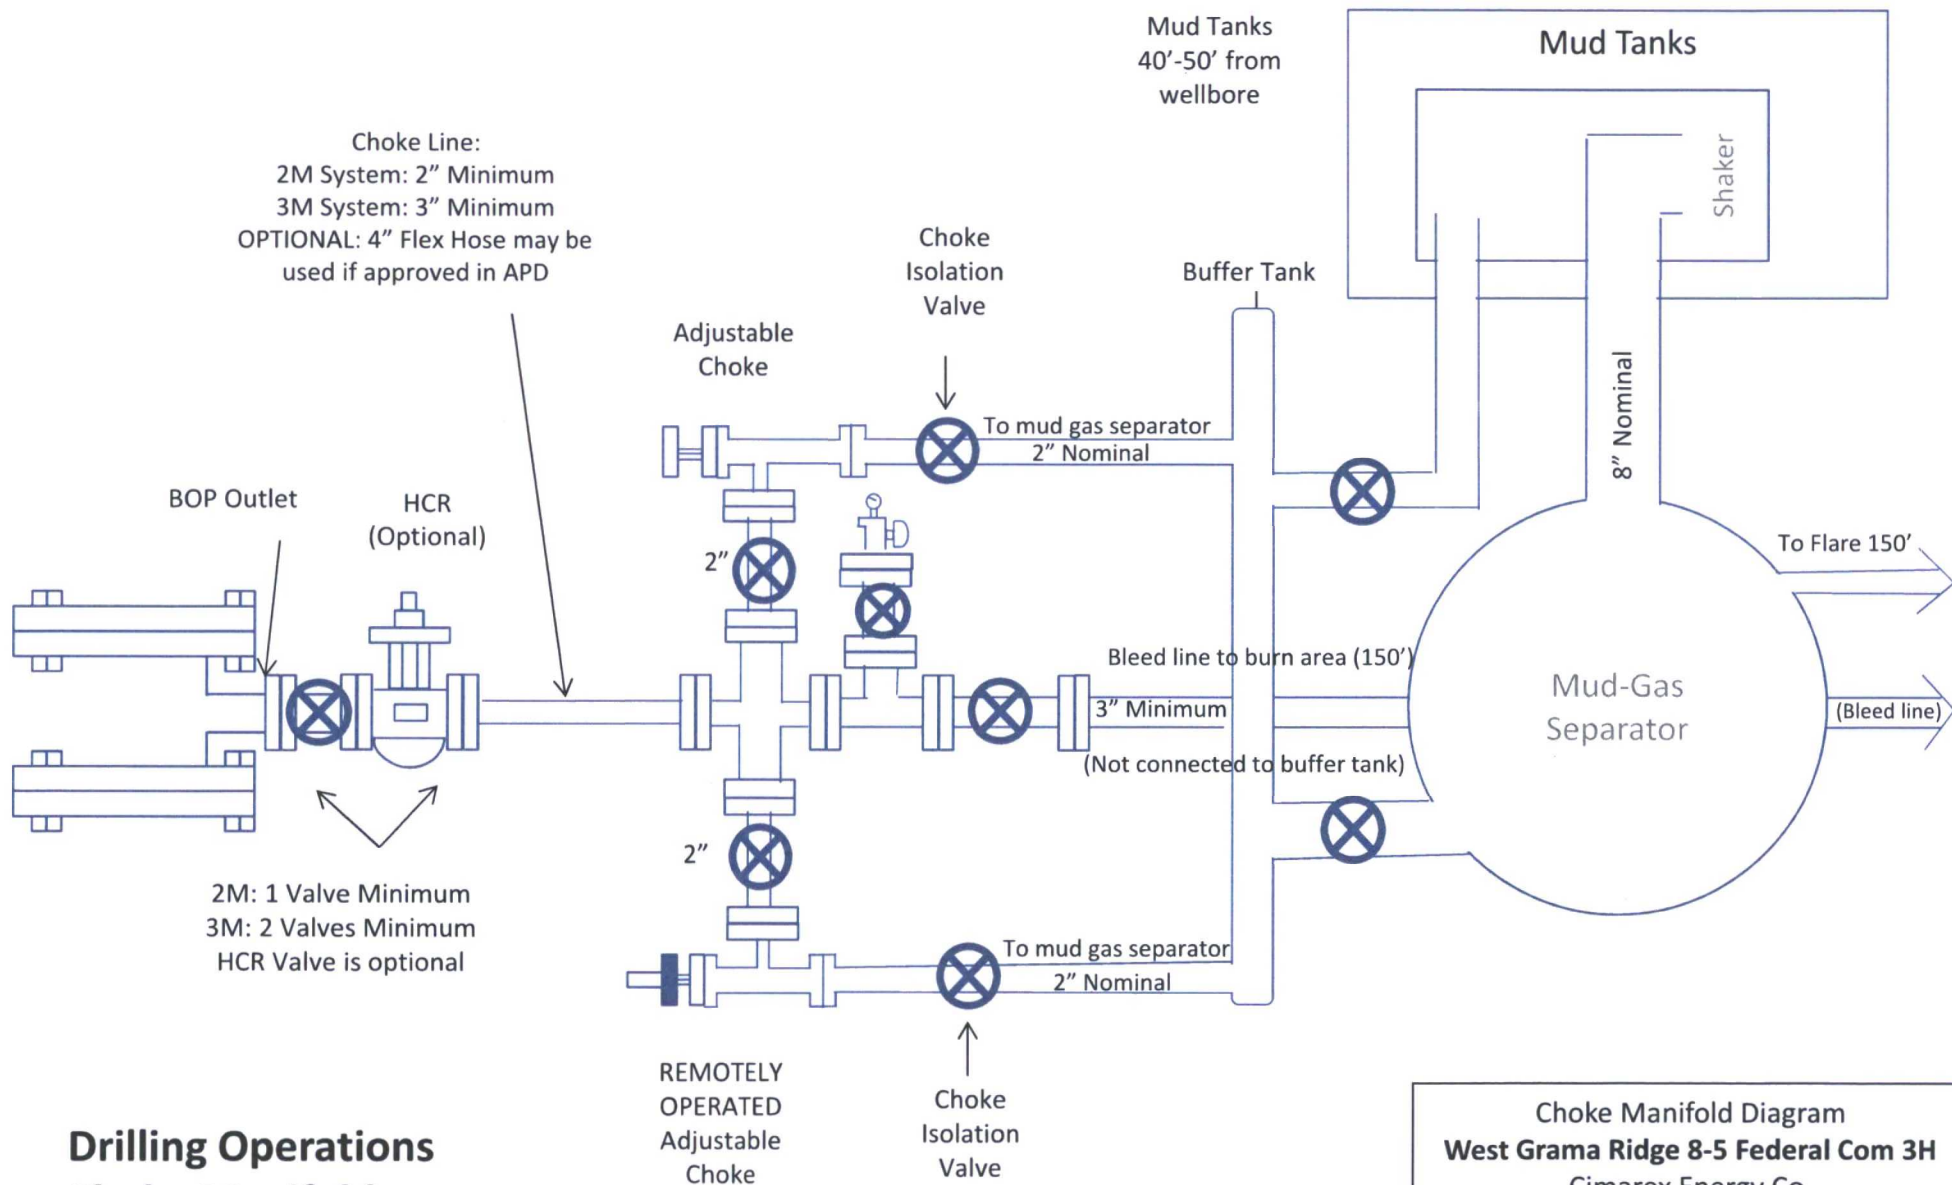 Mud Tanks
40'-50' from
wellbore
Mud Tanks
Shaker
Choke Line:
2M System: 2" Minimum
3M System: 3" Minimum
OPTIONAL: 4" Flex Hose may be
used if approved in APD
Choke
Isolation
Valve
Buffer Tank
Adjustable
Choke
8" Nominal
To mud gas separator
2" Nominal
BOP Outlet
HCR
(Optional)
2"
To Flare 150'
Bleed line to burn area (150')
3" Minimum
(Not connected to buffer tank)
Mud-Gas
Separator
(Bleed line)
2"
2M: 1 Valve Minimum
3M: 2 Valves Minimum
HCR Valve is optional
To mud gas separator
2" Nominal
REMOTELY
OPERATED
Adjustable
Choke
Choke
Isolation
Valve
Drilling Operations
Choke Manifold Diagram
West Grama Ridge 8-5 Federal Com 3H
Cimarex Energy Co